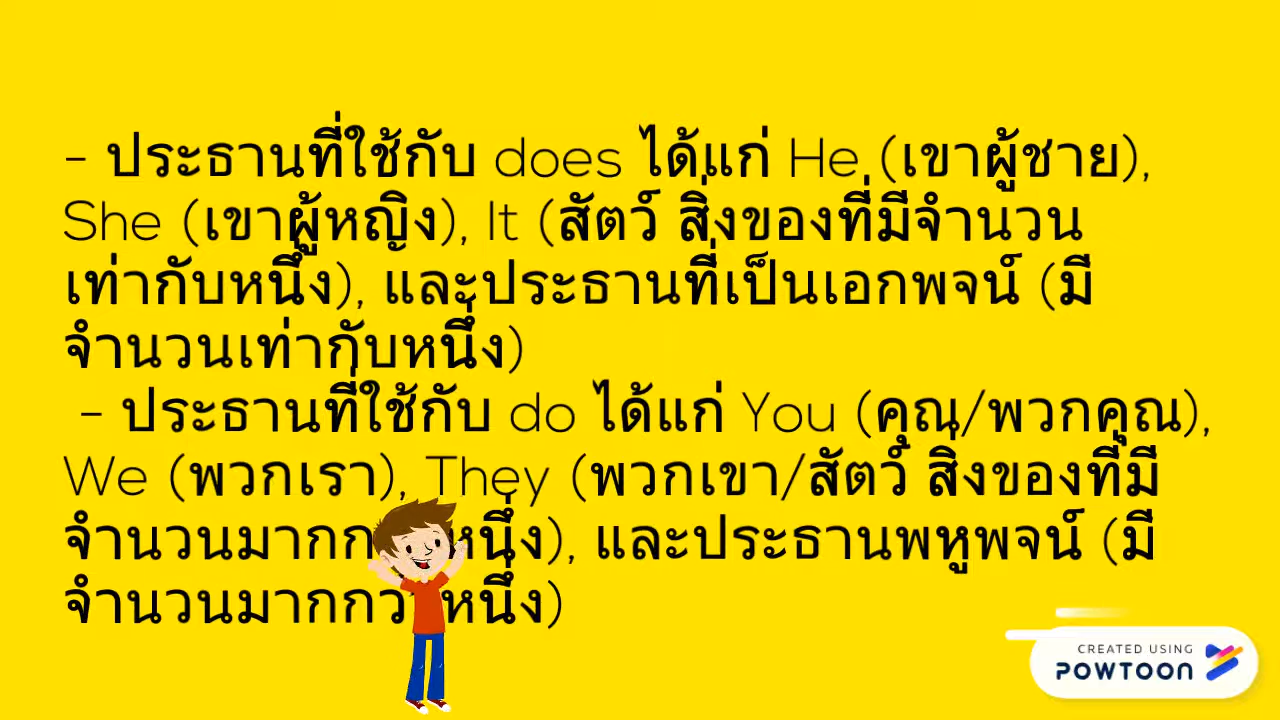 - ประธานที่ใช้กับ does ได้แก่ He (เขาผู้ชาย),
She (เขาผู้หญิง), It (สัตว์ สิ่งของที่มีจำนวน
เท่ากับหนึ่ง), และประธานที่เป็นเอกพจน์ (มี
จำนวนเท่ากับหนึ่ง)
- ประธานที่ใช้กับ do ได้แก่ You (คุณ/พวกคุณ),
We (พวกเรา), They (พวกเขา/สัตว์ สิ่งของที่มี
จำนวนมากก หนึ่ง), และประธานพหูพจน์ (มี
จำนวนมากกว หนึ่ง)
CREATED USING
POWTOON